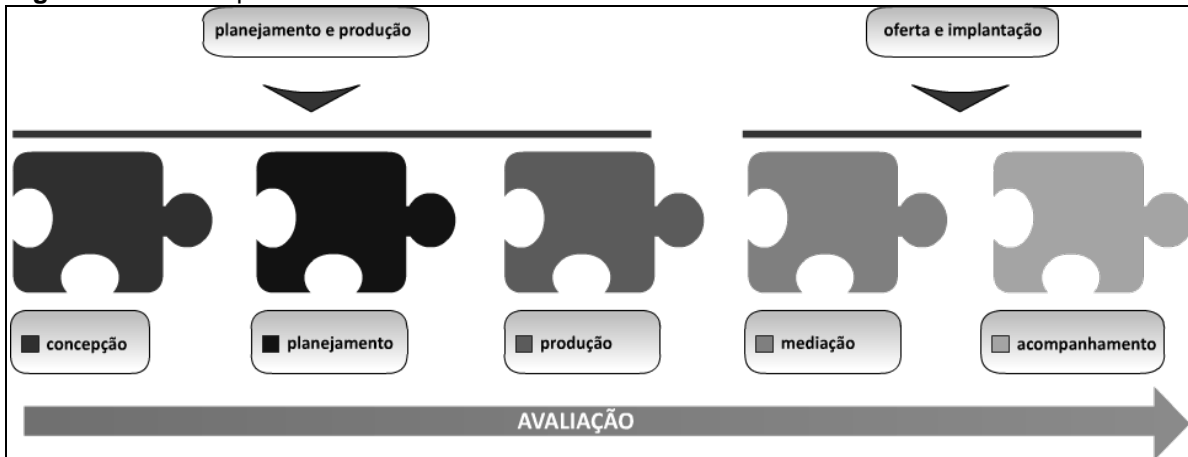 planejamento e produção
oferta e implantação
concepção
planejamento
produção
mediação
acompanhamento
AVALIAÇÃO